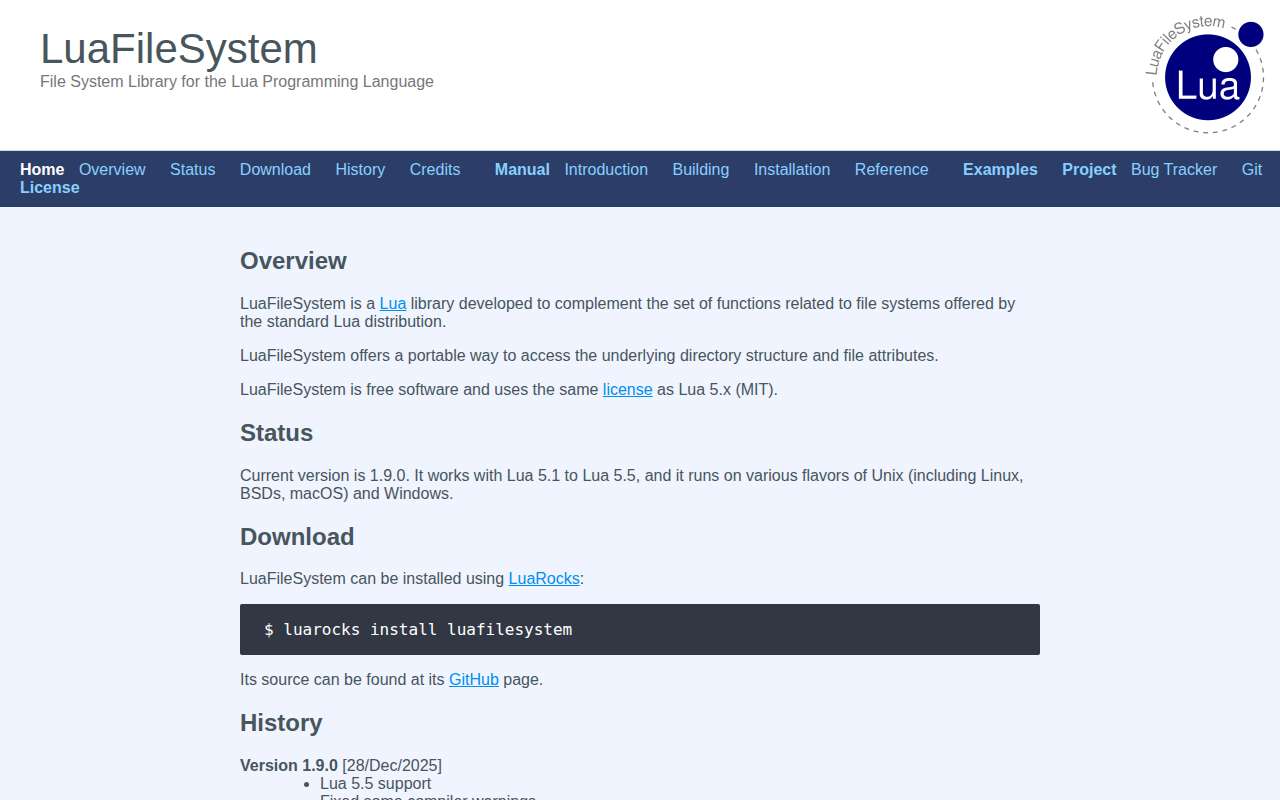 LuaFileSystem
File System Library for the Lua Programming Language
LuaFileSystem
Lua
Home Overview Status Download History Credits Manual Introduction Building Installation Reference Examples Project Bug Tracker Git
License
Overview
LuaFileSystem is a Lua library developed to complement the set of functions related to file systems offered by
the standard Lua distribution.
LuaFileSystem offers a portable way to access the underlying directory structure and file attributes.
LuaFileSystem is free software and uses the same license as Lua 5.x (MIT).
Status
Current version is 1.9.0. It works with Lua 5.1 to Lua 5.5, and it runs on various flavors of Unix (including Linux,
BSDs, macOS) and Windows.
Download
LuaFileSystem can be installed using LuaRocks:
$ luarocks install luafilesystem
Its source can be found at its GitHub page.
History
Version 1.9.0 [28/Dec/2025]
• Lua 5.5 support
Fixed some compiler warnings